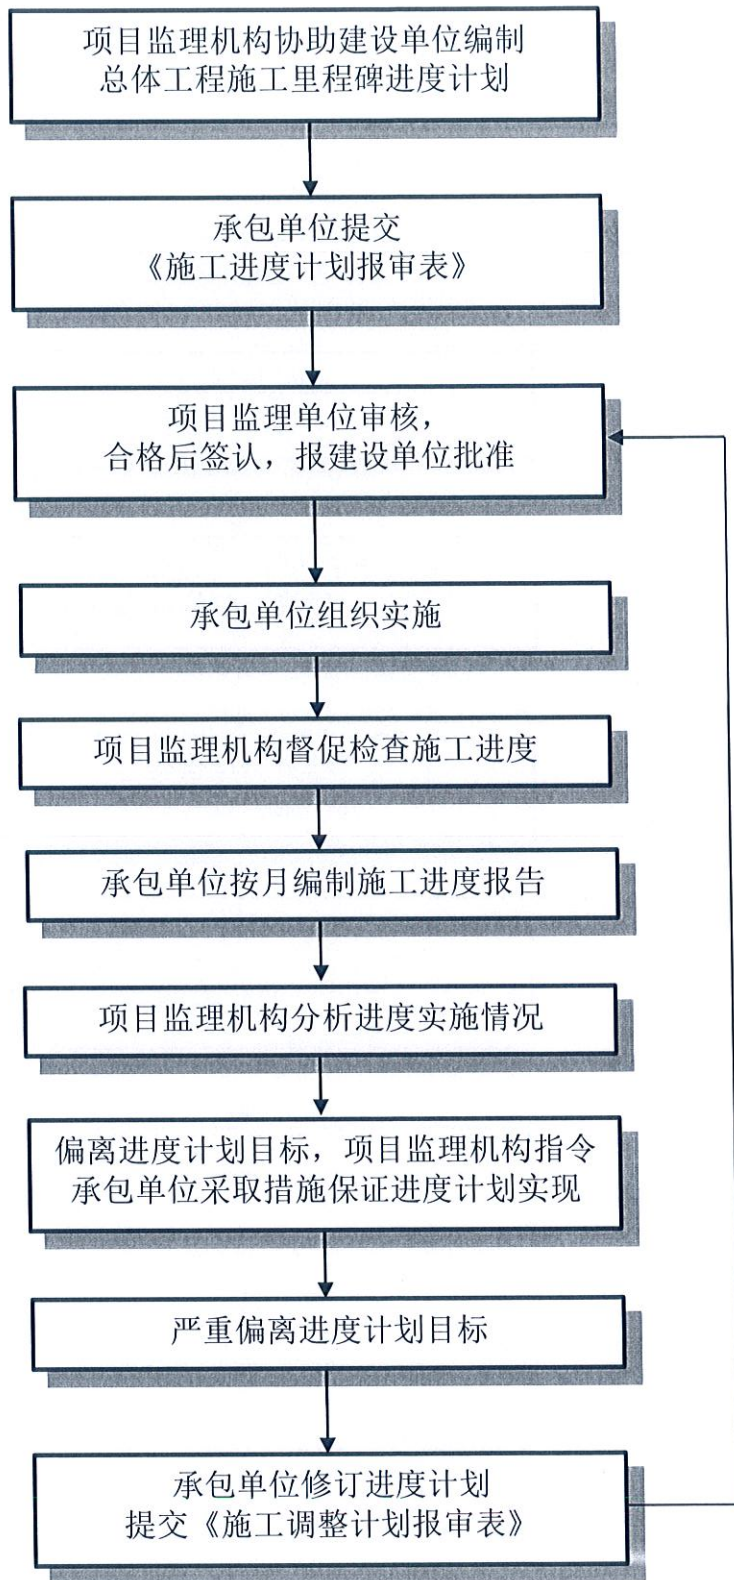 项目监理机构协助建设单位编制
总体工程施工里程碑进度计划
承包单位提交
《施工进度计划报审表》
项目监理单位审核，
合格后签认，报建设单位批准
承包单位组织实施
项目监理机构督促检查施工进度
承包单位按月编制施工进度报告
项目监理机构分析进度实施情况
偏离进度计划目标，项目监理机构指令
承包单位采取措施保证进度计划实现
严重偏离进度计划目标
承包单位修订进度计划
提交《施工调整计划报审表》